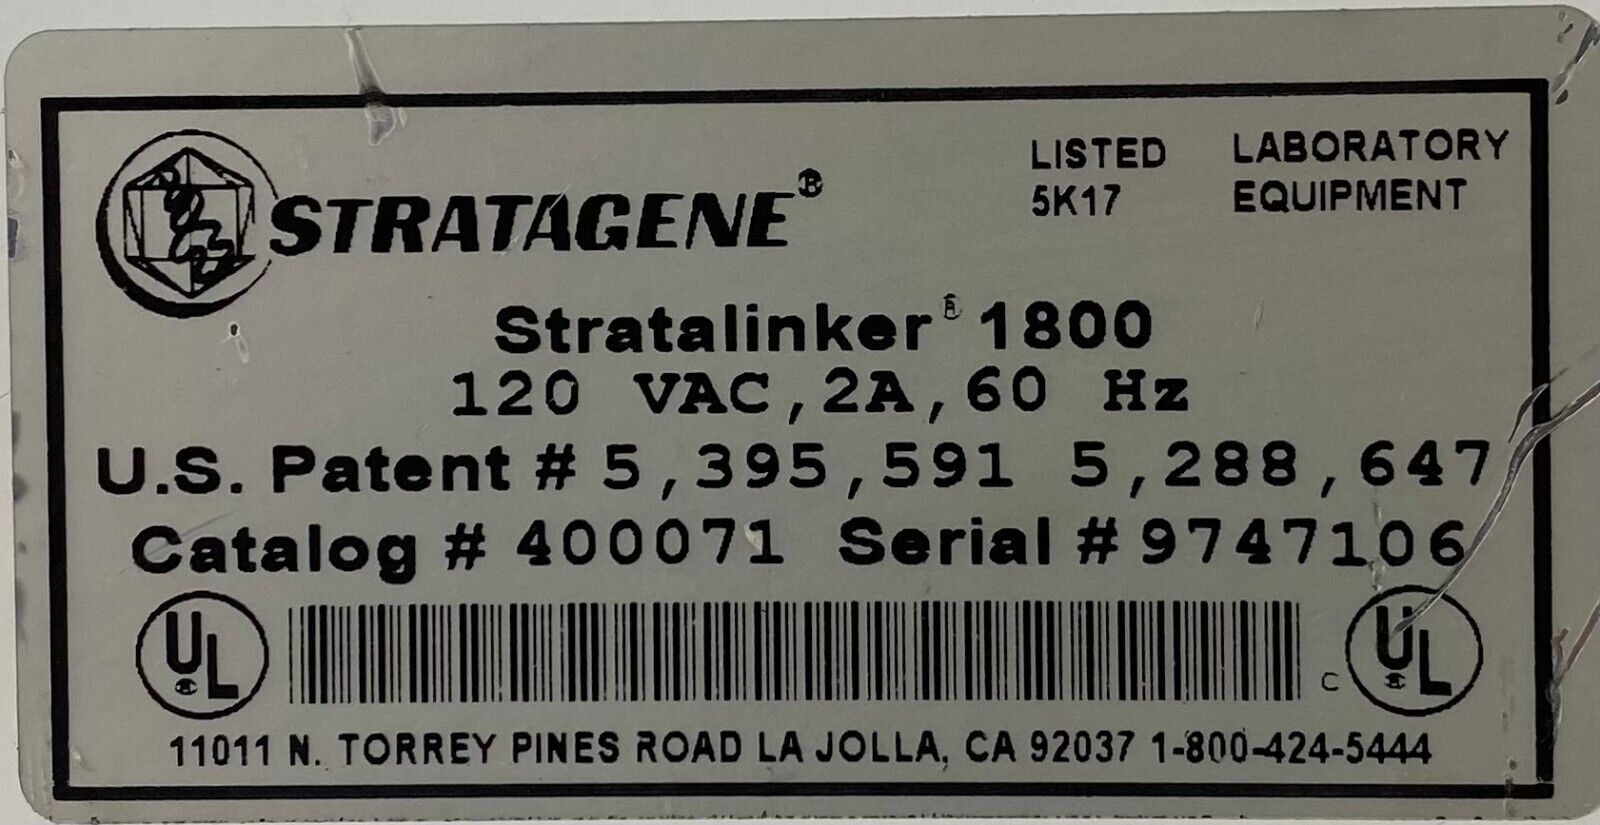 STRATAGENE®
LISTED
5K17
LABORATORY
EQUIPMENT
Stratalinker® 1800
120 VAC,2A,60 Hz
U.S. Patent # 5,395,591 5,288,647
Catalog # 400071 Serial # 9747106
UL
C UL
11011 N. TORREY PINES ROAD LA JOLLA, CA 92037 1-800-424-5444